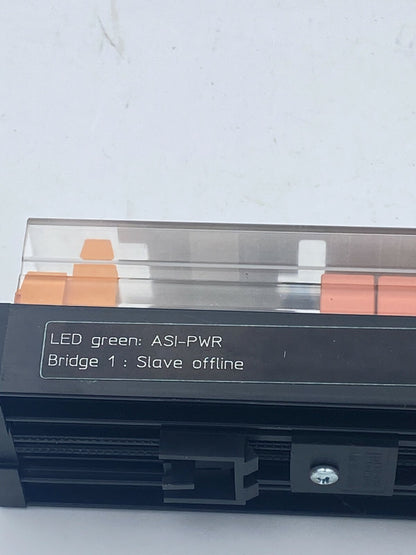 LED green: ASI-PWR
Bridge 1 : Slave offline